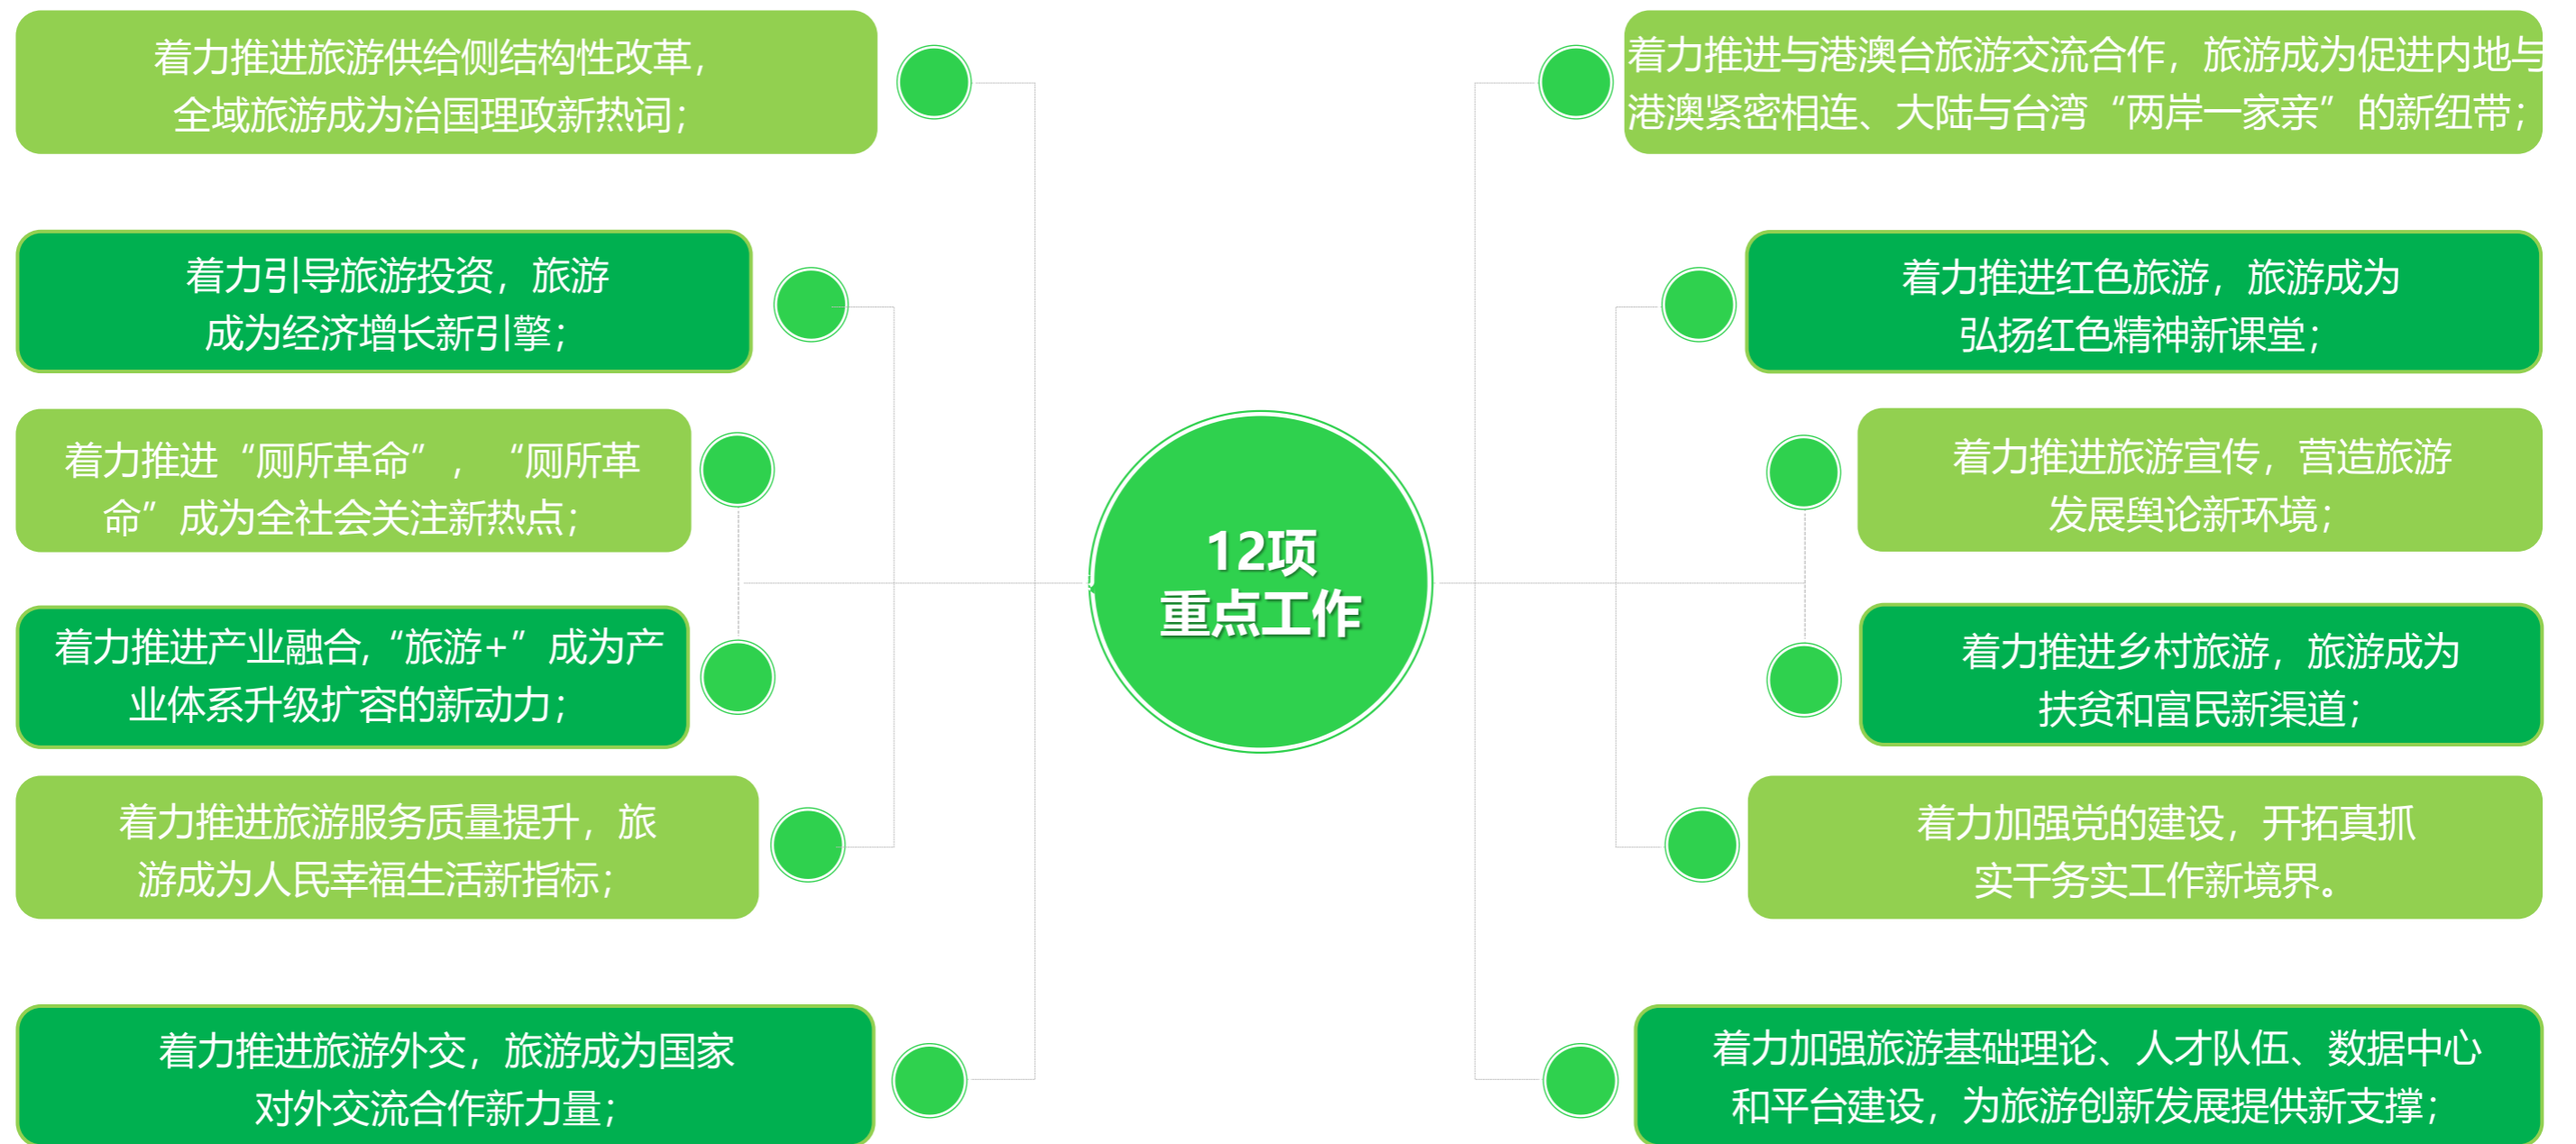 着力推进旅游供给侧结构性改革，
全域旅游成为治国理政新热词；
着力引导旅游投资，旅游
成为经济增长新引擎；
着力推进“厕所革命”，“厕所革
命”成为全社会关注新热点；
着力推进产业融合,“旅游+”成为产
业体系升级扩容的新动力；
着力推进旅游服务质量提升，旅
游成为人民幸福生活新指标；
着力推进旅游外交，旅游成为国家
对外交流合作新力量；
12项
重点工作
着力推进与港澳台旅游交流合作，旅游成为促进内地与
港澳紧密相连、大陆与台湾“两岸一家亲”的新纽带；
着力推进红色旅游，旅游成为
弘扬红色精神新课堂；
着力推进旅游宣传，营造旅游
发展舆论新环境；
着力推进乡村旅游，旅游成为
扶贫和富民新渠道；
着力加强党的建设，开拓真抓
实干务实工作新境界。
着力加强旅游基础理论、人才队伍、数据中心
和平台建设，为旅游创新发展提供新支撑；